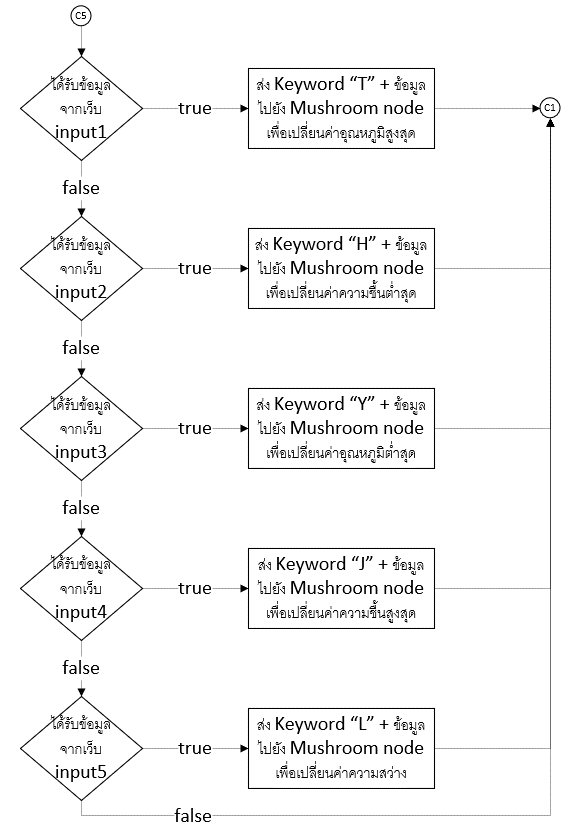 C5
ได้รับข้อมูล
จากเว็บ
input1
true
ส่ง Keyword “T” + ข้อมูล
ไปยัง Mushroom node
เพื่อเปลี่ยนค่าอุณหภูมิสูงสุด
C1
false
ได้รับข้อมูล
จากเว็บ
input2
true
ส่ง Keyword “H” + ข้อมูล
ไปยัง Mushroom node
เพื่อเปลี่ยนค่าความชื้นต่ำสุด
false
ได้รับข้อมูล
จากเว็บ
input3
true
ส่ง Keyword “Y” + ข้อมูล
ไปยัง Mushroom node
เพื่อเปลี่ยนค่าอุณหภูมิต่ำสุด
false
ได้รับข้อมูล
จากเว็บ
input4
true
ส่ง Keyword “J” + ข้อมูล
ไปยัง Mushroom node
เพื่อเปลี่ยนค่าความชื้นสูงสุด
false
ได้รับข้อมูล
จากเว็บ
input5
true
ส่ง Keyword “L” + ข้อมูล
ไปยัง Mushroom node
เพื่อเปลี่ยนค่าความสว่าง
false